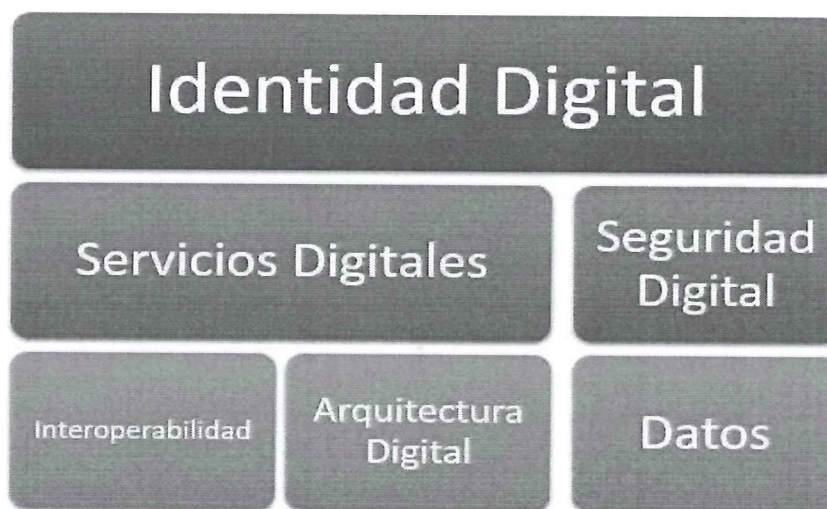 Identidad Digital
Servicios Digitales
Seguridad
Digital
Interoperabilidad
Arquitectura
Digital
Datos